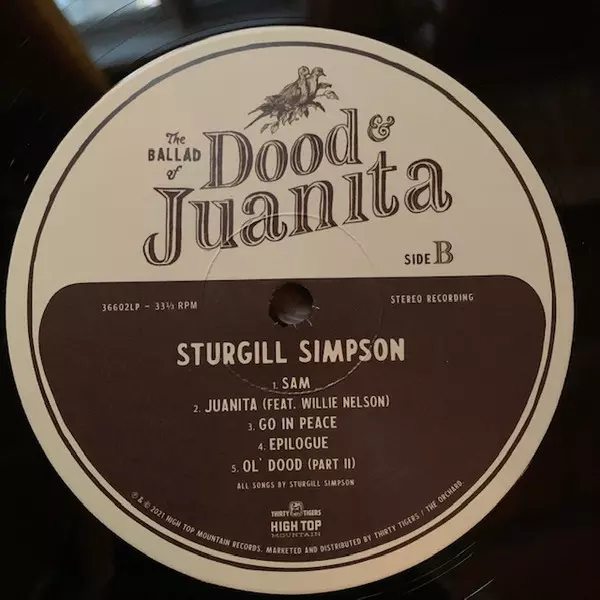 The
BALLAD
of
Dood &
Juanita
SIDE B
36602LP – 33⅓ RPM
STEREO RECORDING
STURGILL SIMPSON
1. SAM
2. JUANITA (FEAT. WILLIE NELSON)
3. GO IN PEACE
4. EPILOGUE
5. OL' DOOD (PART II)
ALL SONGS BY STURGILL SIMPSON
THIRTY TIGERS
HIGH TOP
MOUNTAIN
℗ & © 2021 HIGH TOP MOUNTAIN RECORDS. MARKETED AND DISTRIBUTED BY THIRTY TIGERS / THE ORCHARD.